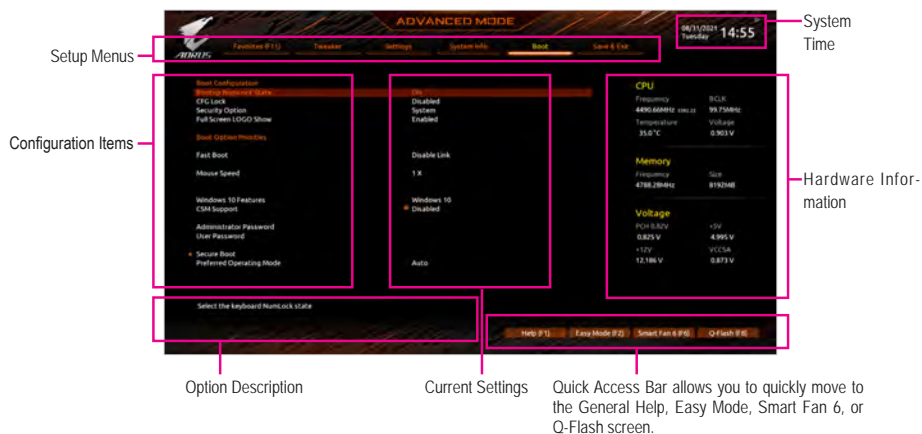 ADVANCED MODE
08/31/2021
Tuesday
14:55
System
Time
AORUS
Favorites (F11)
Tweaker
Settings
System Info.
Boot
Save & Exit
Setup Menus
Boot Configuration
Bootup NumLock State
On
CFG Lock
Disabled
Security Option
System
Full Screen LOGO Show
Enabled
Boot Option Priorities
Fast Boot
Disable Link
Mouse Speed
1 X
Windows 10 Features
Windows 10
CSM Support
Disabled
Administrator Password
User Password
Secure Boot
Preferred Operating Mode
Auto
Configuration Items
CPU
Frequency
BCLK
4490.66MHz
99.75MHz
Temperature
Voltage
35.0 °C
0.903 V
Memory
Frequency
Size
4788.28MHz
8192MB
Voltage
PCH 0.82V
+5V
0.825 V
4.995 V
+12V
VCCSA
12.186 V
0.873 V
Hardware Infor-
mation
Select the keyboard NumLock state
Help (F1)
Easy Mode (F2)
Smart Fan 6 (F6)
Q-Flash (F8)
Option Description
Current Settings
Quick Access Bar allows you to quickly move to
the General Help, Easy Mode, Smart Fan 6, or
Q-Flash screen.